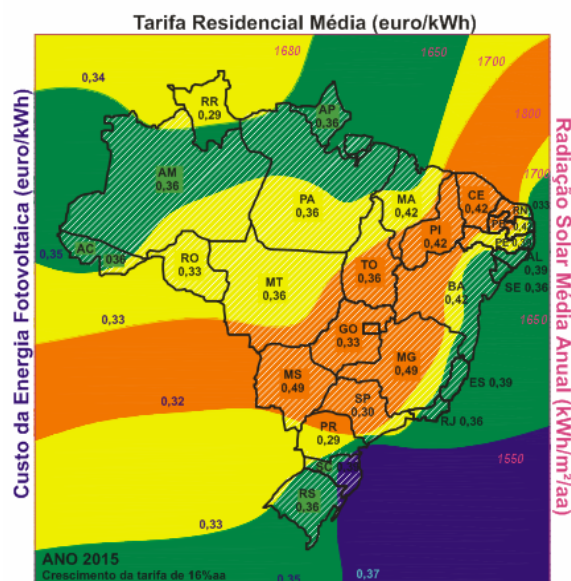 Tarifa Residencial Média (euro/kWh)
Custo da Energia Fotovoltaica (euro/kWh)
Radiação Solar Média Anual (kWh/m²/aa)
1680
1650
1700
1800
1700
1650
1550
0,34
0,35
0,33
0,32
0,33
0,35
0,37
RR
0,29
AP
0,36
AM
0,36
PA
0,36
MA
0,42
CE
0,42
RN
0,42
PI
0,42
PE
AC
RO
0,33
MT
0,36
TO
0,36
BA
0,42
AL
0,39
SE 0,36
GO
0,33
MG
0,49
MS
0,49
ES 0,39
SP
0,30
RJ 0,36
PR
0,29
SC
RS
0,36
ANO 2015
Crescimento da tarifa de 16%aa